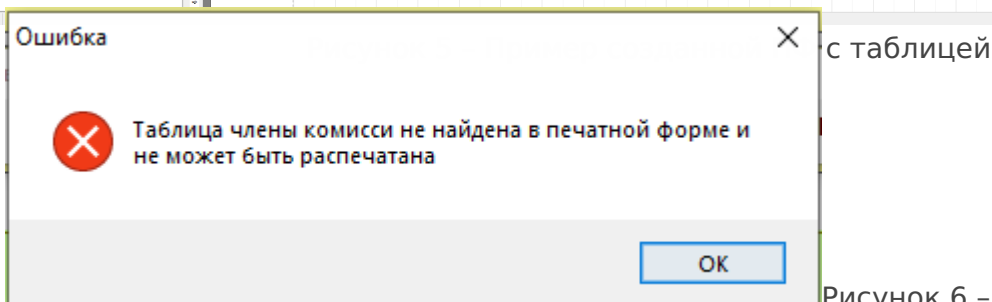 Ошибка
с таблицей
Таблица члены комисси не найдена в печатной форме и
не может быть распечатана
OK
Рисунок 6 –